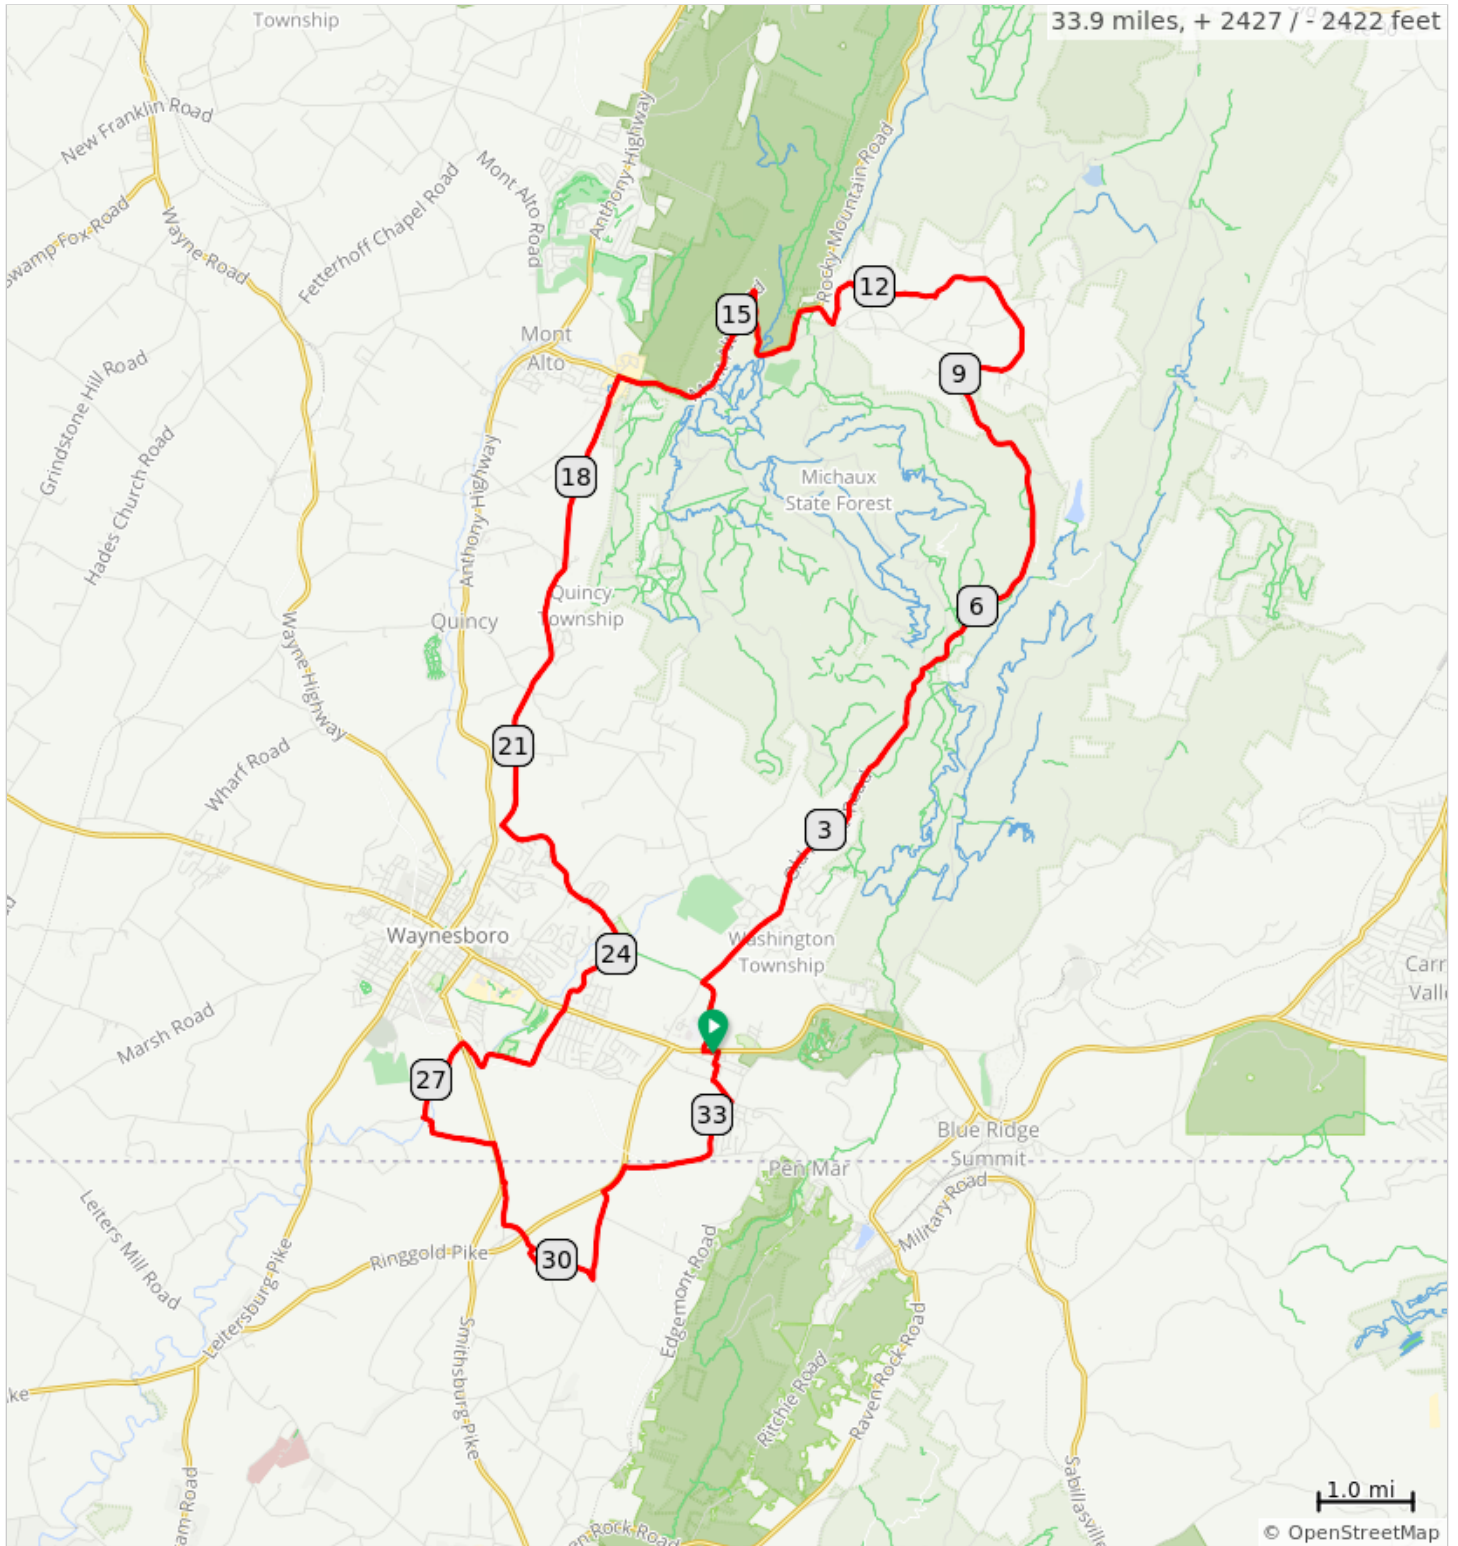 Township
33.9 miles, + 2427 / - 2422 feet
New Franklin Road
Mont Alto Road
Anthony Highway
Fetterhoff Chapel Road
Rocky Mountain Road
Swamp Fox Road
Wayne Road
12
15
Mont
Alto
9
Grindstone Hill Road
Hades Church Road
18
Anthony Highway
Michaux
State Forest
Quincy
Township
6
Quincy
Wayne Highway
21
Wharf Road
3
Waynesboro
24
Washington
Township
Marsh Road
27
33
Blue Ridge
Summit
Pen Mar
Military Road
Leiters Mill Road
Ringgold Pike
30
Edgemont Road
Leitersburg Pike
Smithsburg Pike
Ritchie Road
Raven Rock Road
1.0 mi
© OpenStreetMap